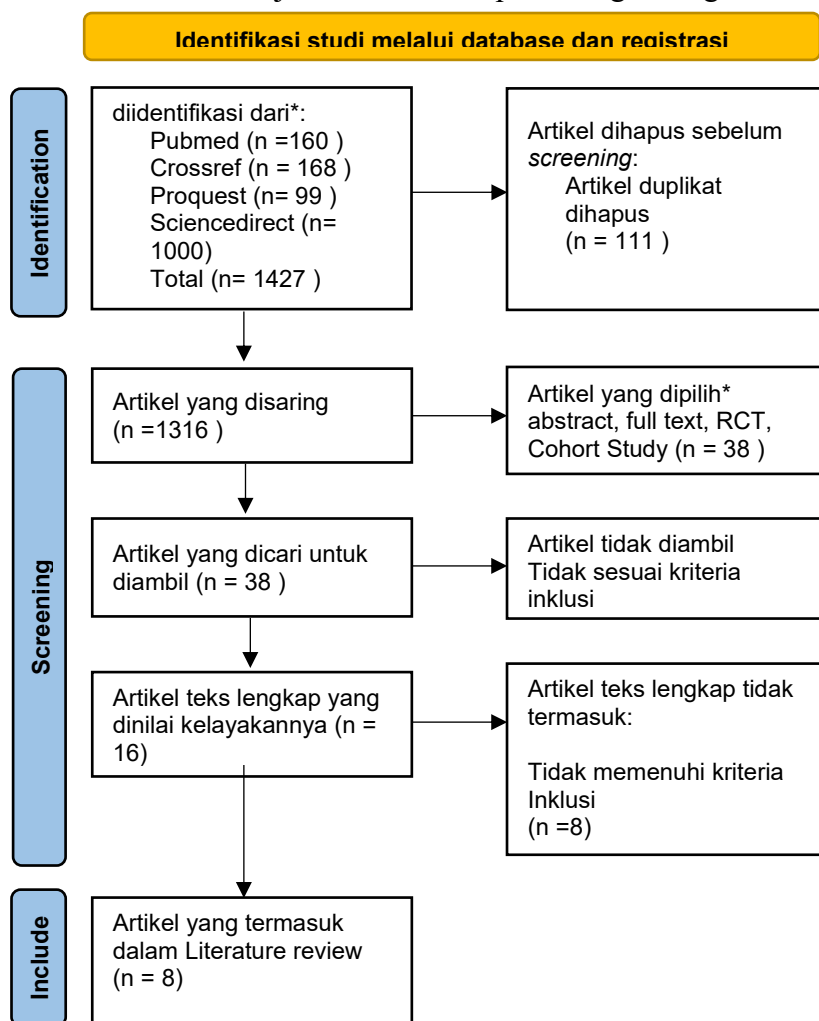 Identifikasi studi melalui database dan registrasi
Identification
diidentifikasi dari*:
Pubmed (n =160 )
Crossref (n = 168 )
Proquest (n= 99 )
Sciencedirect (n=
1000)
Total (n= 1427 )
Artikel dihapus sebelum
screening:
Artikel duplikat
dihapus
(n = 111 )
Screening
Artikel yang disaring
(n =1316 )
Artikel yang dipilih*
abstract, full text, RCT,
Cohort Study (n = 38 )
Artikel yang dicari untuk
diambil (n = 38 )
Artikel tidak diambil
Tidak sesuai kriteria
inklusi
Artikel teks lengkap yang
dinilai kelayakannya (n =
16)
Artikel teks lengkap tidak
termasuk:
Tidak memenuhi kriteria
Inklusi
(n =8)
Include
Artikel yang termasuk
dalam Literature review
(n = 8)